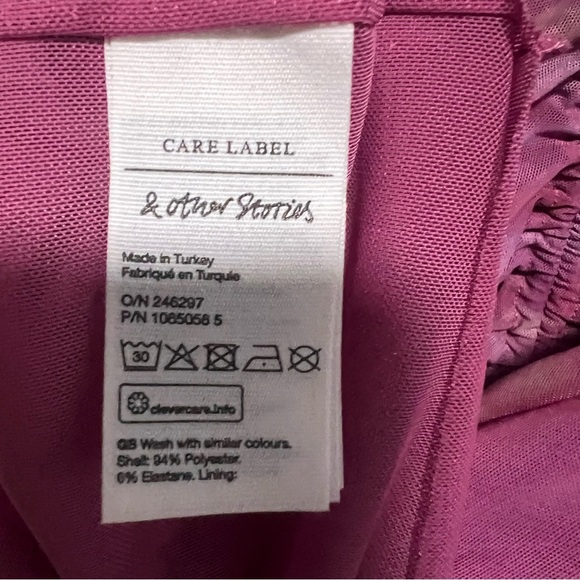 CARE LABEL
& other Stories
Made in Turkey
Fabriqué en Turquie
O/N 246297
P/N 1085058 5
30
clevercare.info
GB Wash with similar colours.
Shell: 94% Polyester.
6% Elastane. Lining: